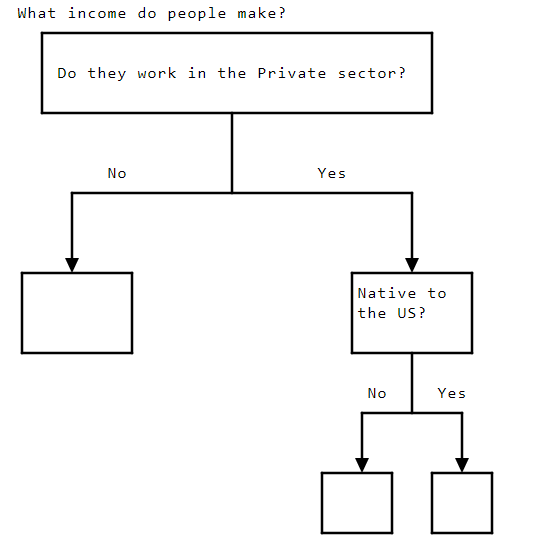 What income do people make?
Do they work in the Private sector?
No
Yes
Native to
the US?
No
Yes